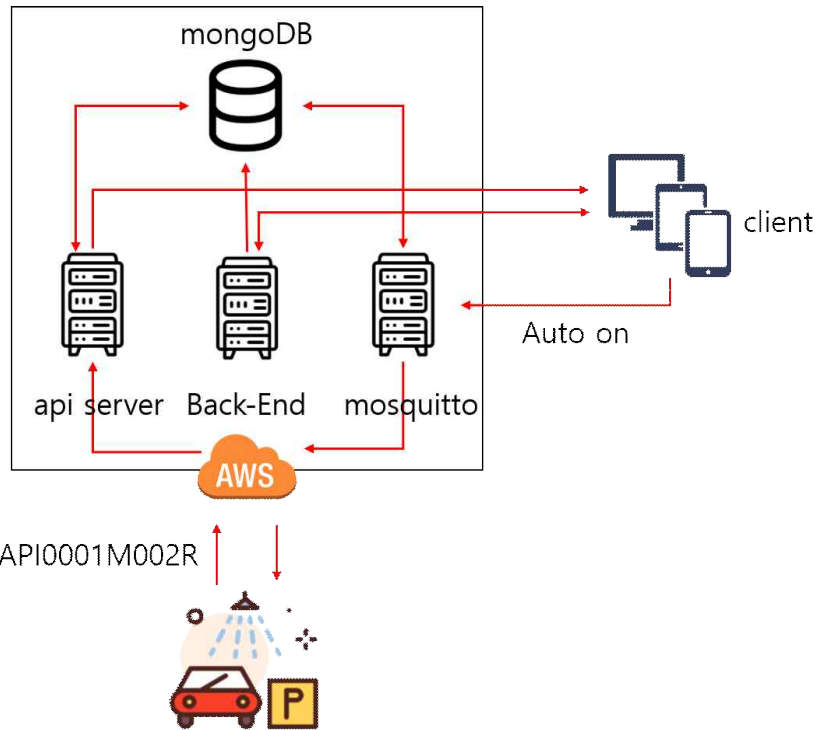 mongoDB
client
Auto on
api server
Back-End
mosquitto
AWS
API0001M002R
P